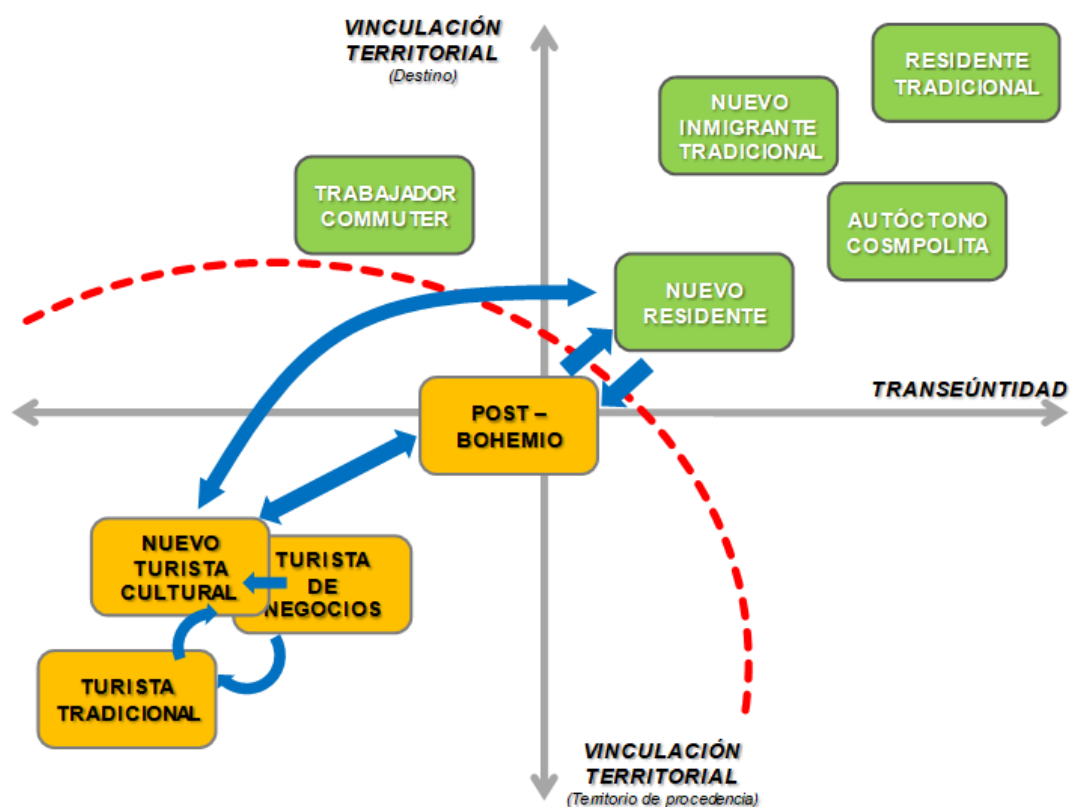 VINCULACIÓN
TERRITORIAL
(Destino)
RESIDENTE
TRADICIONAL
NUEVO
INMIGRANTE
TRADICIONAL
TRABAJADOR
COMMUTER
AUTÓCTONO
COSMPOLITA
NUEVO
RESIDENTE
TRANSEÚNTIDAD
POST –
BOHEMIO
NUEVO
TURISTA
CULTURAL
TURISTA
DE
NEGOCIOS
TURISTA
TRADICIONAL
VINCULACIÓN
TERRITORIAL
(Territorio de procedencia)